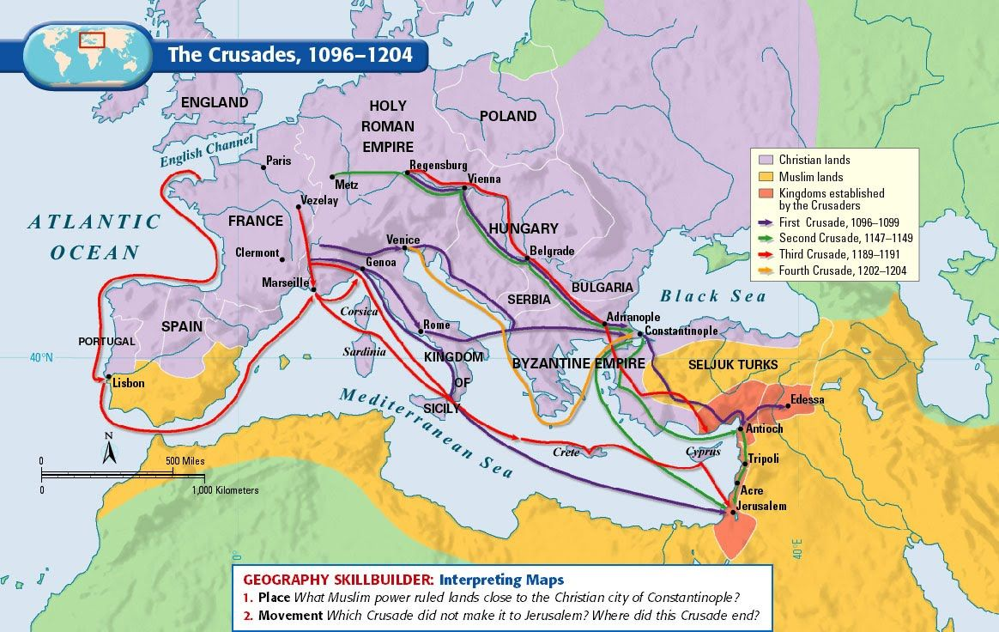 The Crusades, 1096–1204
ENGLAND
HOLY
ROMAN
EMPIRE
POLAND
English Channel
Paris
Metz
Regensburg
Vienna
Vezelay
ATLANTIC
OCEAN
FRANCE
HUNGARY
Clermont
Venice
Genoa
Belgrade
Marseille
BULGARIA
Black Sea
Corsica
SERBIA
Adrianople
Constantinople
SPAIN
PORTUGAL
Rome
Sardinia
40°N
KINGDOM
OF
SICILY
BYZANTINE EMPIRE
SELJUK TURKS
Lisbon
Mediterranean Sea
Edessa
Antioch
Crete
Cyprus
Tripoli
Acre
Jerusalem
N
0
500 Miles
0
1,000 Kilometers
0°
40°E
Christian lands
Muslim lands
Kingdoms established
by the Crusaders
First Crusade, 1096–1099
Second Crusade, 1147–1149
Third Crusade, 1189–1191
Fourth Crusade, 1202–1204
GEOGRAPHY SKILLBUILDER: Interpreting Maps
1. Place What Muslim power ruled lands close to the Christian city of Constantinople?
2. Movement Which Crusade did not make it to Jerusalem? Where did this Crusade end?